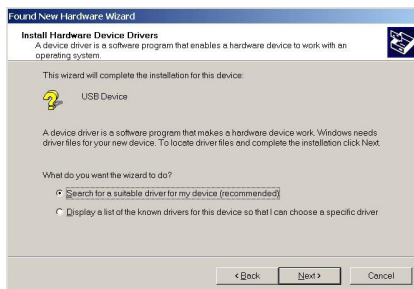 Found New Hardware Wizard
Install Hardware Device Drivers
A device driver is a software program that enables a hardware device to work with an
operating system.
This wizard will complete the installation for this device:
USB Device
A device driver is a software program that makes a hardware device work. Windows needs
driver files for your new device. To locate driver files and complete the installation click Next.
What do you want the wizard to do?
Search for a suitable driver for my device (recommended)
Display a list of the known drivers for this device so that I can choose a specific driver
< Back Next > Cancel